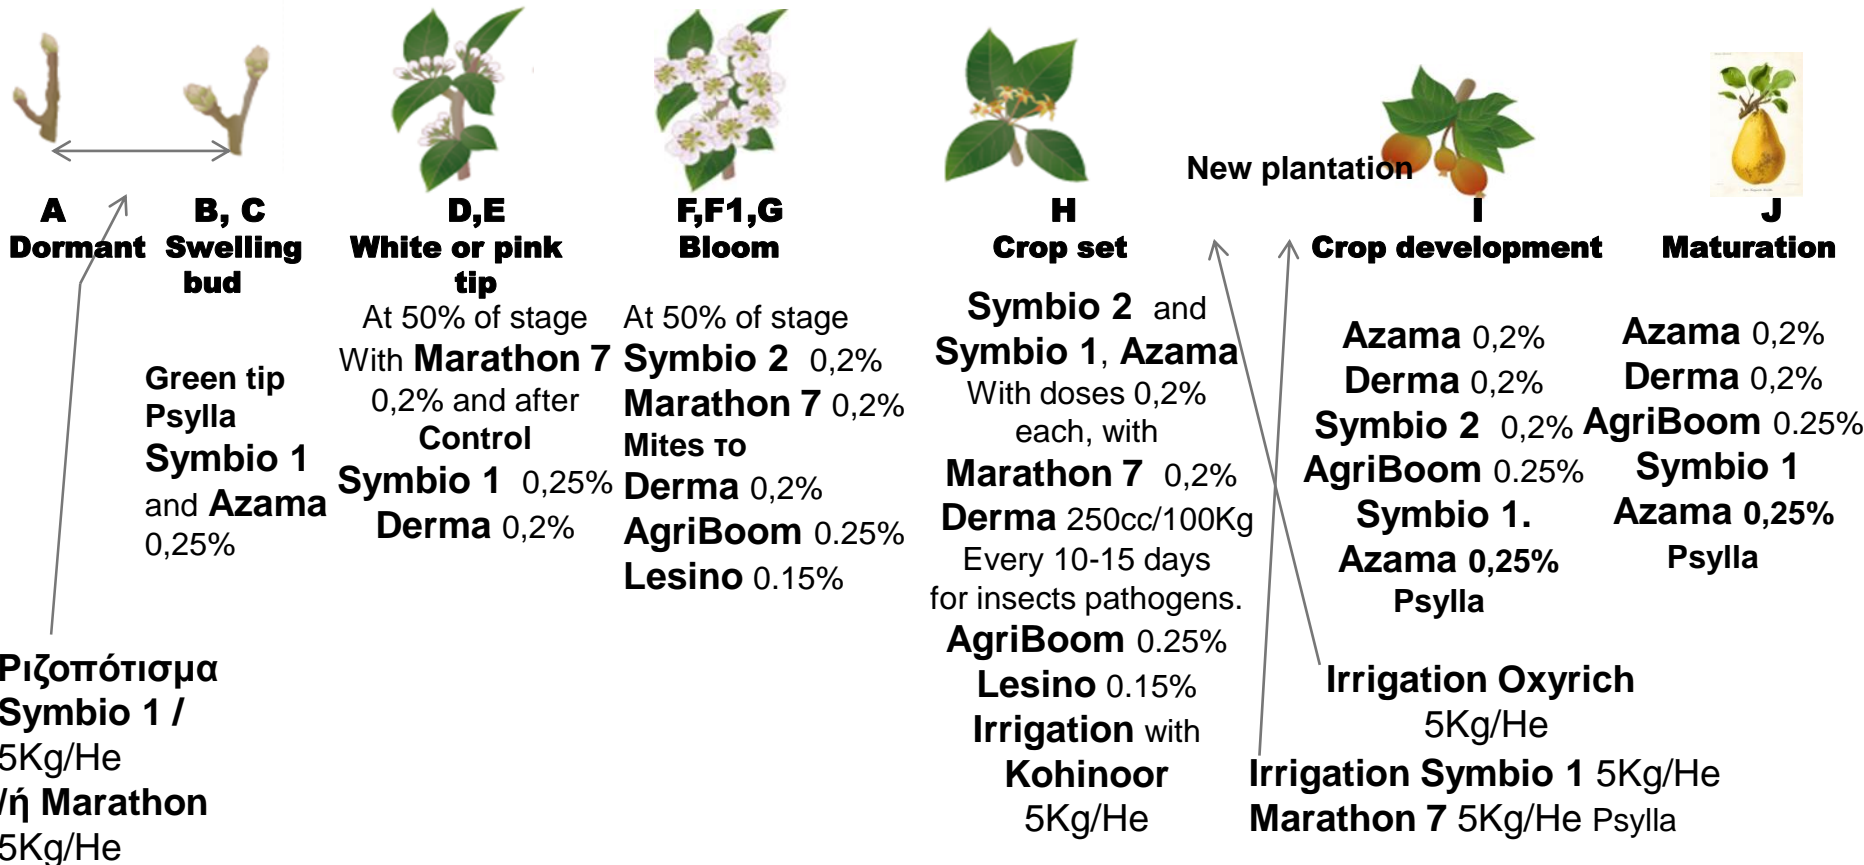 New plantation
A
Dormant
B, C
Swelling
bud
D,E
White or pink
tip
F,F1,G
Bloom
H
Crop set
I
Crop development
J
Maturation
Green tip
Psylla
Symbio 1
and Azama
0,25%
At 50% of stage
With Marathon 7
0,2% and after
Control
Symbio 1 0,25%
Derma 0,2%
At 50% of stage
Symbio 2 0,2%
Marathon 7 0,2%
Mites το
Derma 0,2%
AgriBoom 0.25%
Lesino 0.15%
Symbio 2 and
Symbio 1, Azama
With doses 0,2%
each, with
Marathon 7 0,2%
Derma 250cc/100Kg
Every 10-15 days
for insects pathogens.
AgriBoom 0.25%
Lesino 0.15%
Irrigation with
Kohinoor
5Kg/He
Azama 0,2%
Derma 0,2%
Symbio 2 0,2%
AgriBoom 0.25%
Symbio 1.
Azama 0,25%
Psylla
Azama 0,2%
Derma 0,2%
AgriBoom 0.25%
Symbio 1
Azama 0,25%
Psylla
Ριζοπότισμα
Symbio 1 /
5Kg/He
/ή Marathon
5Kg/He
Irrigation Oxyrich
5Kg/He
Irrigation Symbio 1 5Kg/He
Marathon 7 5Kg/He Psylla